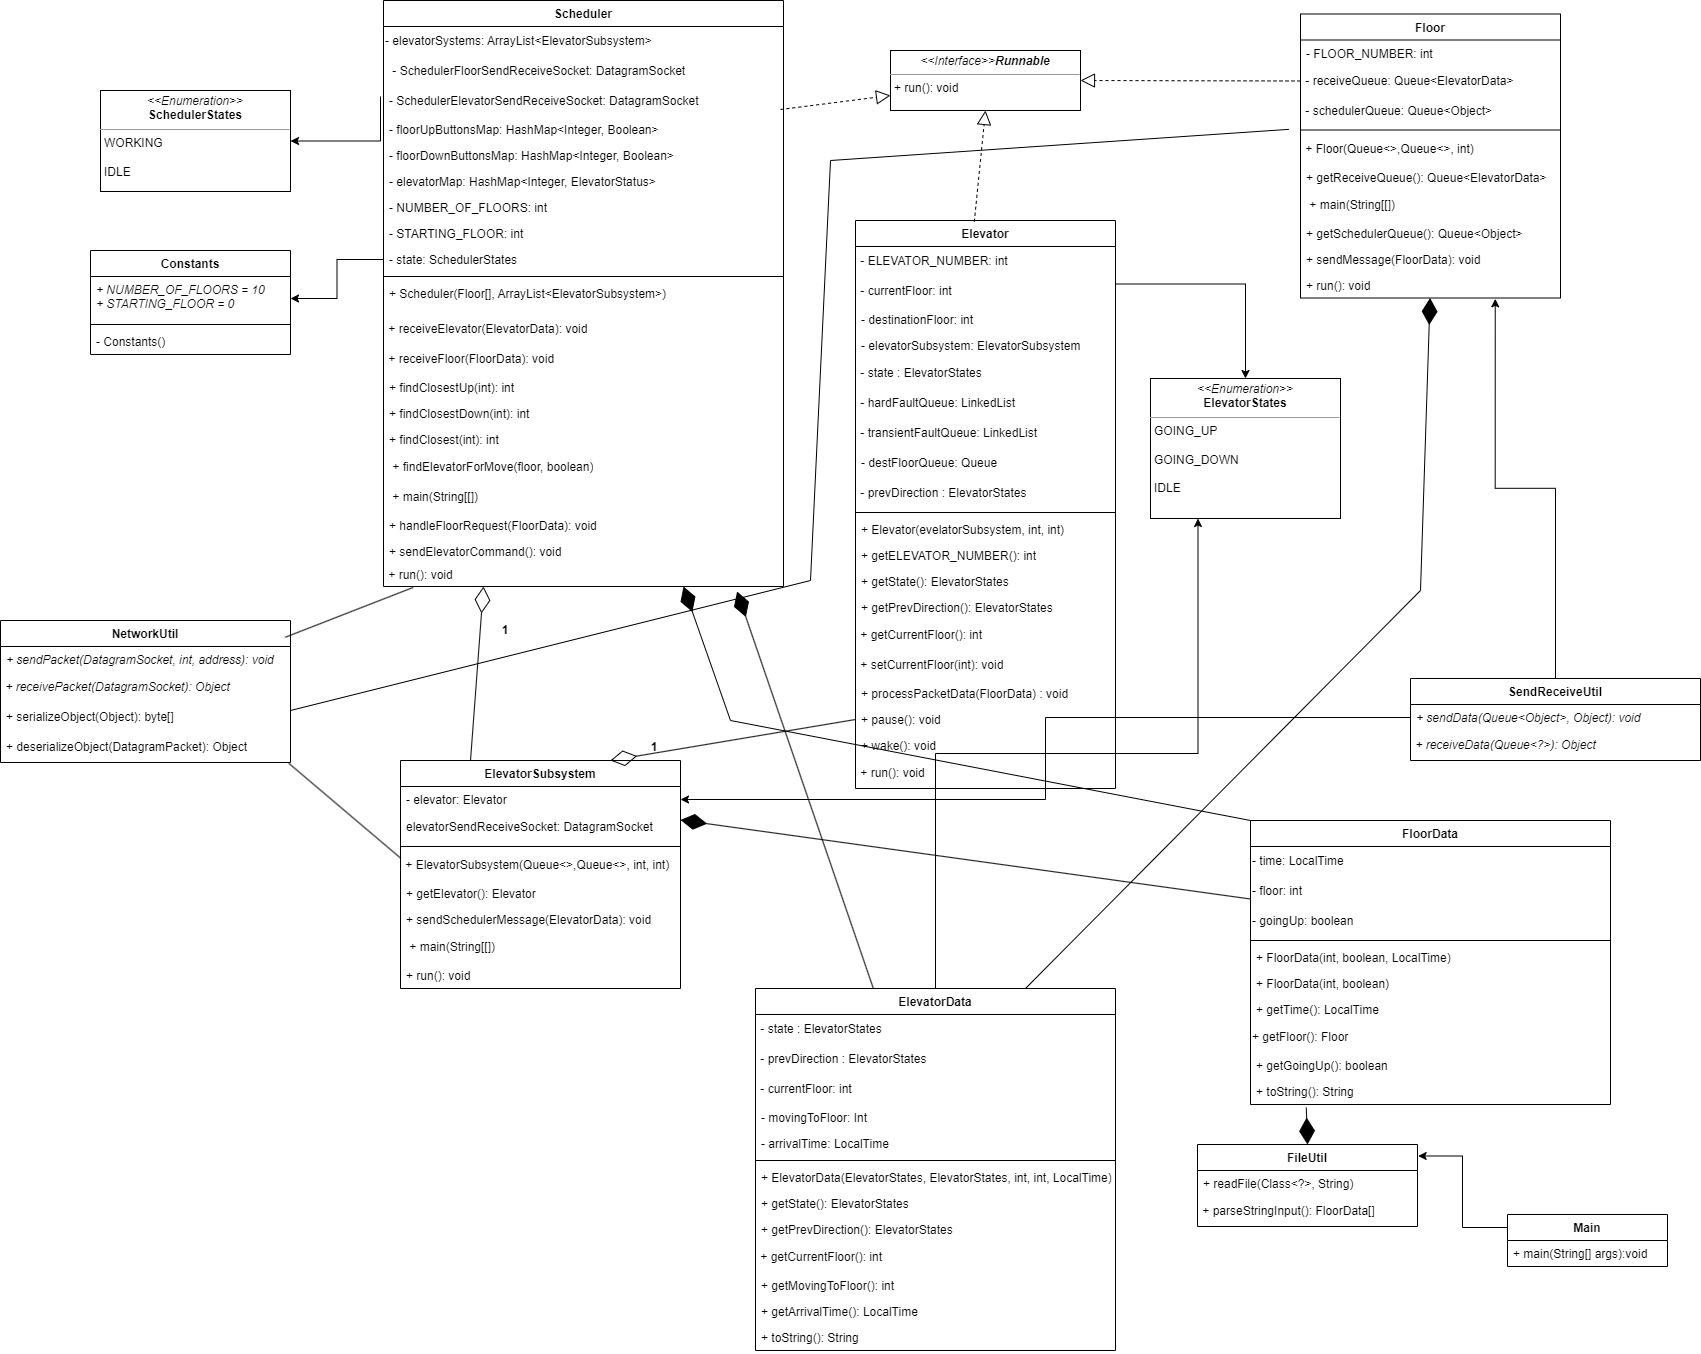 Scheduler
- elevatorSystems: ArrayList<ElevatorSubsystem>
- SchedulerFloorSendReceiveSocket: DatagramSocket
- SchedulerElevatorSendReceiveSocket: DatagramSocket
- floorUpButtonsMap: HashMap<Integer, Boolean>
- floorDownButtonsMap: HashMap<Integer, Boolean>
- elevatorMap: HashMap<Integer, ElevatorStatus>
- NUMBER_OF_FLOORS: int
- STARTING_FLOOR: int
- state: SchedulerStates
+ Scheduler(Floor[], ArrayList<ElevatorSubsystem>)
+ receiveElevator(ElevatorData): void
+ receiveFloor(FloorData): void
+ findClosestUp(int): int
+ findClosestDown(int): int
+ findClosest(int): int
+ findElevatorForMove(floor, boolean)
+ main(String[[])
+ handleFloorRequest(FloorData): void
+ sendElevatorCommand(): void
+ run(): void
<<Enumeration>>
SchedulerStates
WORKING
IDLE
Constants
+ NUMBER_OF_FLOORS = 10
+ STARTING_FLOOR = 0
- Constants()
<<Interface>>Runnable
+ run(): void
Floor
- FLOOR_NUMBER: int
- receiveQueue: Queue<ElevatorData>
- schedulerQueue: Queue<Object>
+ Floor(Queue<>,Queue<>, int)
+ getReceiveQueue(): Queue<ElevatorData>
+ main(String[[])
+ getSchedulerQueue(): Queue<Object>
+ sendMessage(FloorData): void
+ run(): void
Elevator
- ELEVATOR_NUMBER: int
- currentFloor: int
- destinationFloor: int
- elevatorSubsystem: ElevatorSubsystem
- state : ElevatorStates
- hardFaultQueue: LinkedList
- transientFaultQueue: LinkedList
- destFloorQueue: Queue
- prevDirection : ElevatorStates
+ Elevator(evelatorSubsystem, int, int)
+ getELEVATOR_NUMBER(): int
+ getState(): ElevatorStates
+ getPrevDirection(): ElevatorStates
+ getCurrentFloor(): int
+ setCurrentFloor(int): void
+ processPacketData(FloorData) : void
+ pause(): void
+ wake(): void
+ run(): void
<<Enumeration>>
ElevatorStates
GOING_UP
GOING_DOWN
IDLE
NetworkUtil
+ sendPacket(DatagramSocket, int, address): void
+ receivePacket(DatagramSocket): Object
+ serializeObject(Object): byte[]
+ deserializeObject(DatagramPacket): Object
1
1
SendReceiveUtil
+ sendData(Queue<Object>, Object): void
+ receiveData(Queue<?>): Object
ElevatorSubsystem
- elevator: Elevator
elevatorSendReceiveSocket: DatagramSocket
+ ElevatorSubsystem(Queue<>,Queue<>, int, int)
+ getElevator(): Elevator
+ sendSchedulerMessage(ElevatorData): void
+ main(String[[])
+ run(): void
FloorData
- time: LocalTime
- floor: int
- goingUp: boolean
+ FloorData(int, boolean, LocalTime)
+ FloorData(int, boolean)
+ getTime(): LocalTime
+ getFloor(): Floor
+ getGoingUp(): boolean
+ toString(): String
ElevatorData
- state : ElevatorStates
- prevDirection : ElevatorStates
- currentFloor: int
- movingToFloor: Int
- arrivalTime: LocalTime
+ ElevatorData(ElevatorStates, ElevatorStates, int, int, LocalTime)
+ getState(): ElevatorStates
+ getPrevDirection(): ElevatorStates
+ getCurrentFloor(): int
+ getMovingToFloor(): int
+ getArrivalTime(): LocalTime
+ toString(): String
FileUtil
+ readFile(Class<?>, String)
+ parseStringInput(): FloorData[]
Main
+ main(String[] args):void